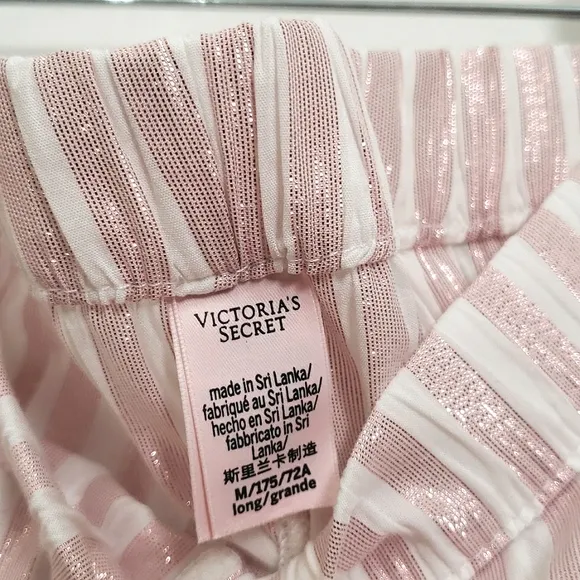 VICTORIA'S
SECRET
made in Sri Lanka/
fabriqué au Sri Lanka/
hecho en Sri Lanka/
fabbricato in Sri
Lanka/
斯里兰卡制造
M/175/72A
long/grande